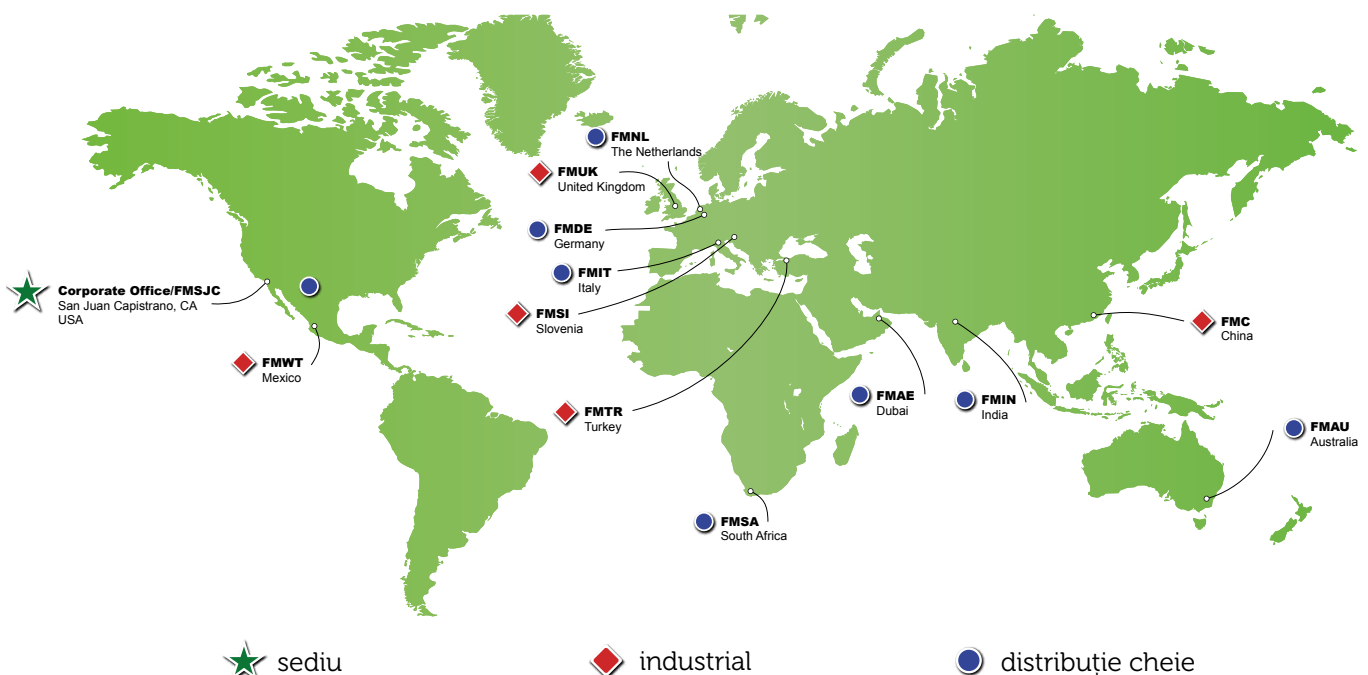 FMNL
The Netherlands
FMUK
United Kingdom
FMDE
Germany
FMIT
Italy
Corporate Office/FMSJC
San Juan Capistrano, CA
USA
FMSI
Slovenia
FMC
China
FMWT
Mexico
FMTR
Turkey
FMAE
Dubai
FMIN
India
FMAU
Australia
FMSA
South Africa
sediu
industrial
distribuție cheie